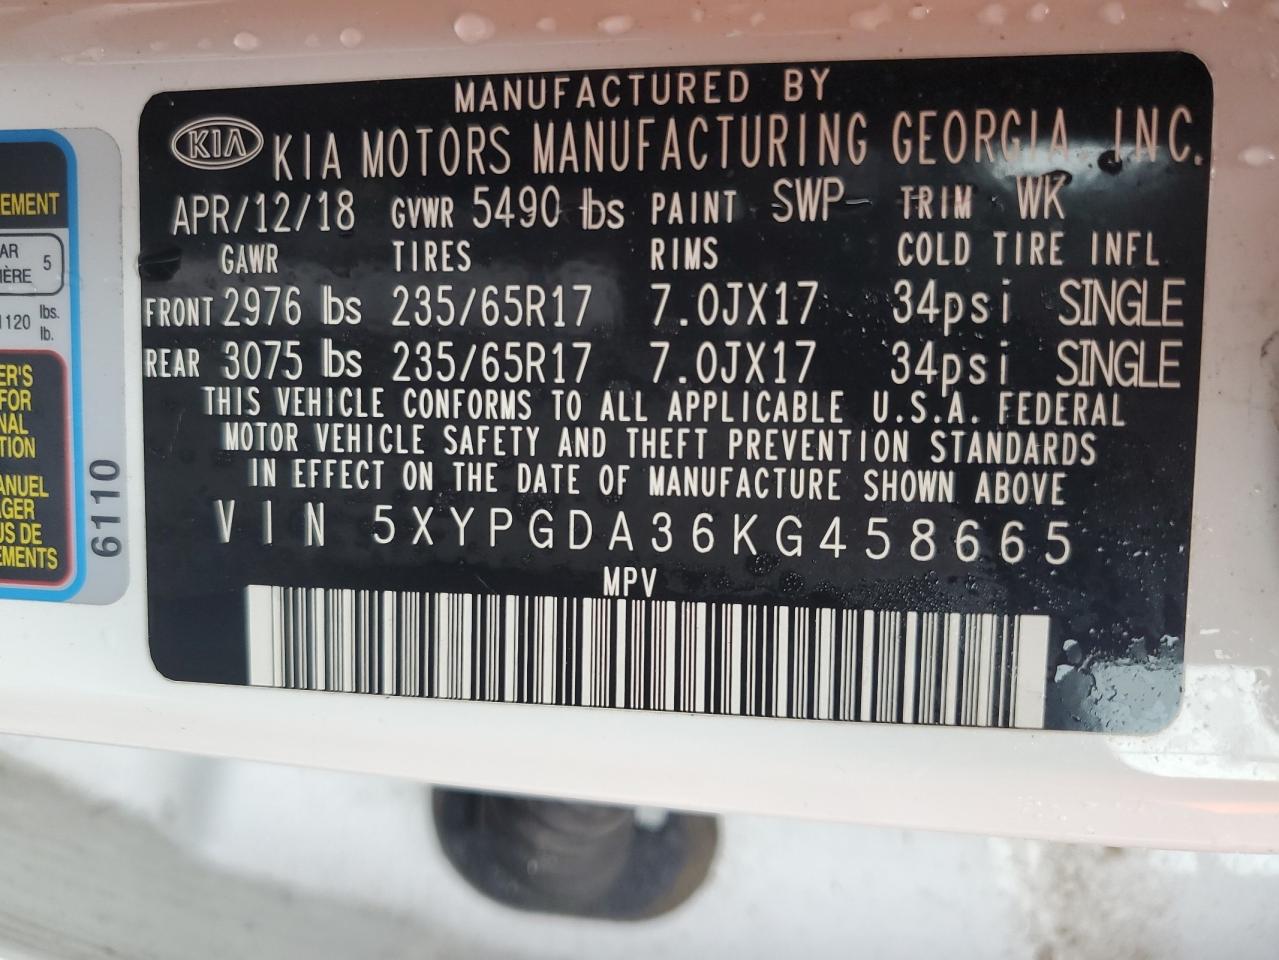 MANUFACTURED BY
KIA KIA MOTORS MANUFACTURING GEORGIA, INC.
APR/12/18 GVWR 5490 lbs PAINT SWP TRIM WK
GAWR TIRES RIMS COLD TIRE INFL
FRONT 2976 lbs 235/65R17 7.0JX17 34psi SINGLE
REAR 3075 lbs 235/65R17 7.0JX17 34psi SINGLE
THIS VEHICLE CONFORMS TO ALL APPLICABLE U.S.A. FEDERAL
MOTOR VEHICLE SAFETY AND THEFT PREVENTION STANDARDS
IN EFFECT ON THE DATE OF MANUFACTURE SHOWN ABOVE
VIN 5XYPGDA36KG458665
MPV
EMENT
AR
IÈRE 5
1120 lbs.
lb.
ER'S
FOR
NAL
TION
ANUEL
AGER
US DE
EMENTS
6110